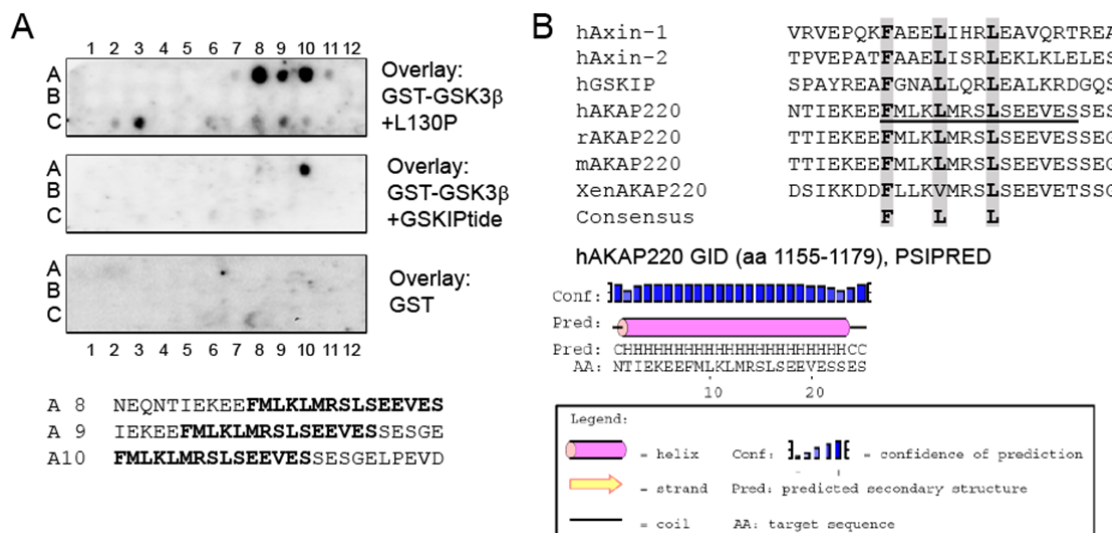 A
1 2 3 4 5 6 7 8 9 10 11 12
A
B
C
Overlay:
GST-GSK3β
+L130P
A
B
C
Overlay:
GST-GSK3β
+GSKIPtide
A
B
C
Overlay:
GST
1 2 3 4 5 6 7 8 9 10 11 12
A 8 NEQNTIEKEEFMLKLMRSLSEEVES
A 9 IEKEEFMLKLMRSLSEEVESSESGE
A10 FMLKLMRSLSEEVESSESGELPEVD
B
hAxin-1 VRVEPQKFAEELIHRLEAVQRTREA
hAxin-2 TPVEPATFAAELISRLEKLKLELES
hGSKIP SPAYREAFGNALLQRLEALKRDGQS
hAKAP220 NTIEKEEFMLKLMRSLSEEVESSES
rAKAP220 TTIEKEEFMLKLMRSLSEEVESSEG
mAKAP220 TTIEKEEFMLKLMRSLSEEVESSEG
XenAKAP220 DSIKKDDFLLKVMRSLSEEVETSSG
Consensus F L L
hAKAP220 GID (aa 1155-1179), PSIPRED
Conf:
Pred:
Pred: CHHHHHHHHHHHHHHHHHHHHHHCC
AA: NTIEKEEFMLKLMRSLSEEVESSES
10 20
Legend:
= helix Conf: = confidence of prediction
= strand Pred: predicted secondary structure
= coil AA: target sequence